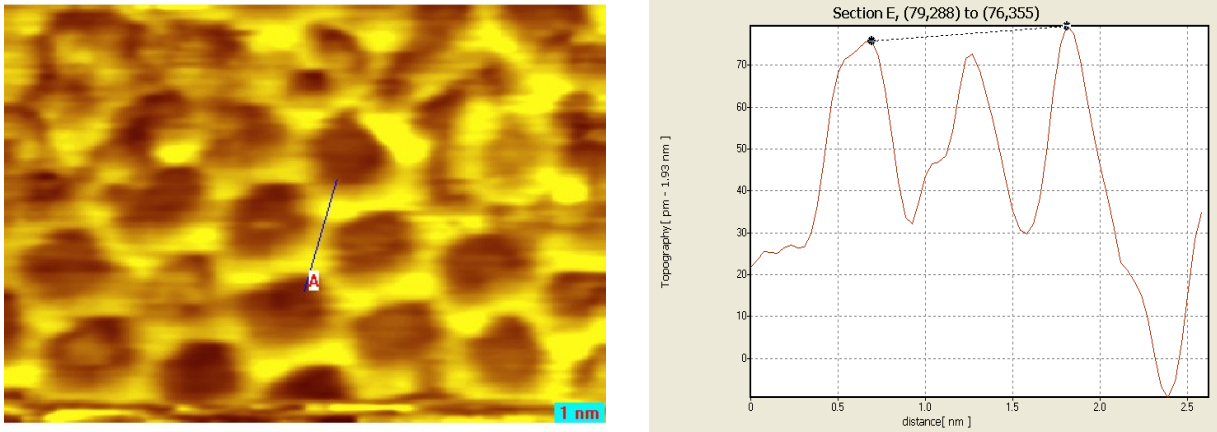 A
1 nm
Section E, (79,288) to (76,355)
Topography[ pm - 1.93 nm ]
70
60
50
40
30
20
10
0
0 0.5 1.0 1.5 2.0 2.5
distance[ nm ]